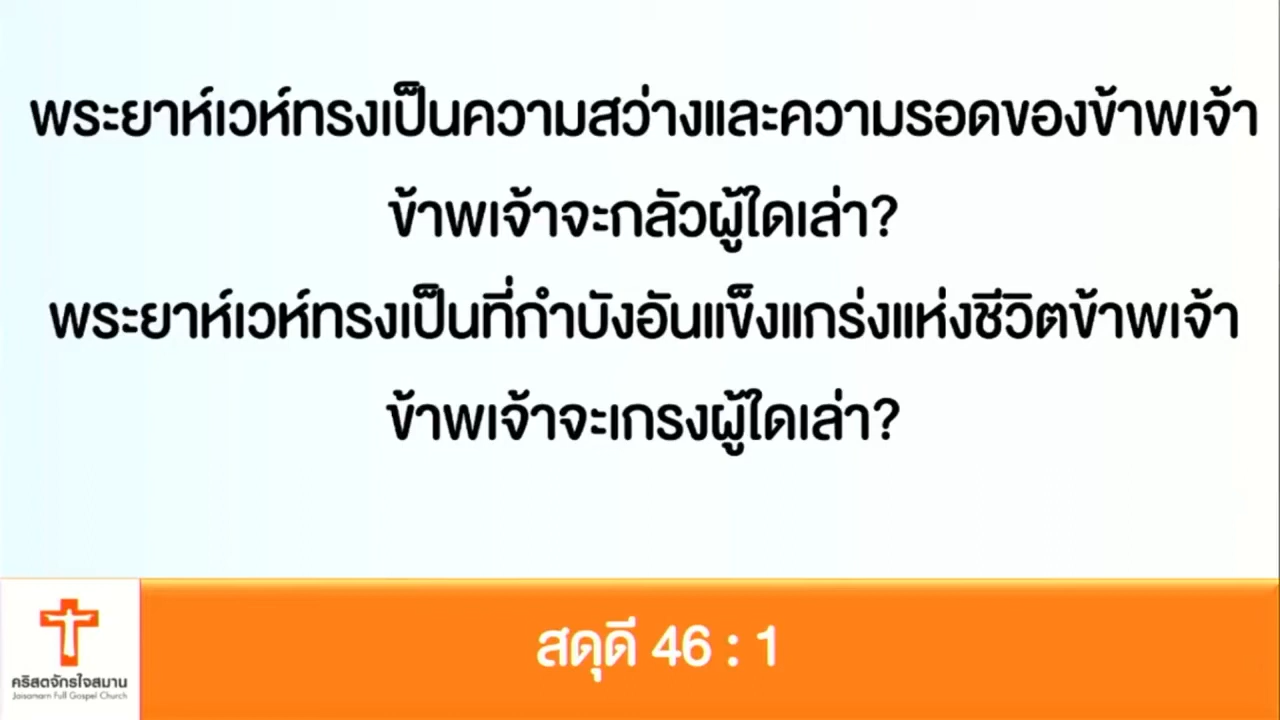 พระยาห์เวห์ทรงเป็นความสว่างและความรอดของข้าพเจ้า
ข้าพเจ้าจะกลัวผู้ใดเล่า?
พระยาห์เวห์ทรงเป็นที่กำบังอันแข็งแกร่งแห่งชีวิตข้าพเจ้า
ข้าพเจ้าจะเกรงผู้ใดเล่า?
สดุดี 46 : 1
คริสตจักรใจสมาน
Jaisamarn Full Gospel Church